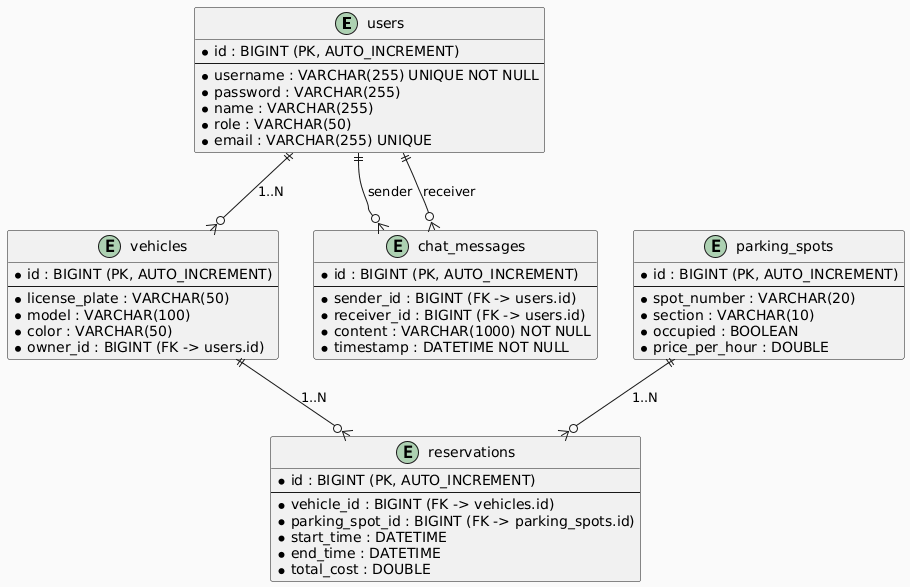 E users
* id : BIGINT (PK, AUTO_INCREMENT)
* username : VARCHAR(255) UNIQUE NOT NULL
* password : VARCHAR(255)
* name : VARCHAR(255)
* role : VARCHAR(50)
* email : VARCHAR(255) UNIQUE
1..N
sender
receiver
E vehicles
* id : BIGINT (PK, AUTO_INCREMENT)
* license_plate : VARCHAR(50)
* model : VARCHAR(100)
* color : VARCHAR(50)
* owner_id : BIGINT (FK -> users.id)
E chat_messages
* id : BIGINT (PK, AUTO_INCREMENT)
* sender_id : BIGINT (FK -> users.id)
* receiver_id : BIGINT (FK -> users.id)
* content : VARCHAR(1000) NOT NULL
* timestamp : DATETIME NOT NULL
E parking_spots
* id : BIGINT (PK, AUTO_INCREMENT)
* spot_number : VARCHAR(20)
* section : VARCHAR(10)
* occupied : BOOLEAN
* price_per_hour : DOUBLE
1..N
1..N
E reservations
* id : BIGINT (PK, AUTO_INCREMENT)
* vehicle_id : BIGINT (FK -> vehicles.id)
* parking_spot_id : BIGINT (FK -> parking_spots.id)
* start_time : DATETIME
* end_time : DATETIME
* total_cost : DOUBLE